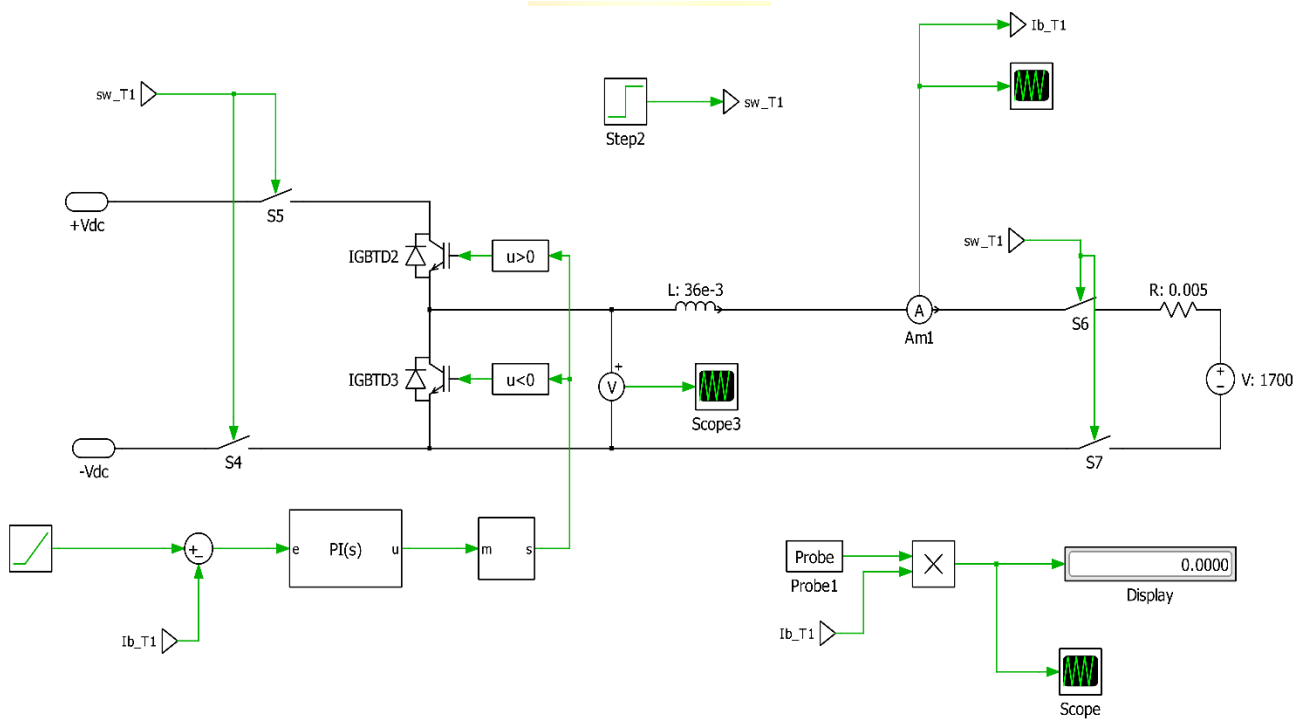 Ib_T1
sw_T1
sw_T1
Step2
+Vdc
S5
IGBTD2
u>0
sw_T1
L: 36e-3
A
Am1
S6
R: 0.005
IGBTD3
u<0
+
V
Scope3
+
−
V: 1700
-Vdc
S4
S7
+
−
e
PI(s)
u
m
s
Ib_T1
Probe
Probe1
Ib_T1
×
0.0000
Display
Scope